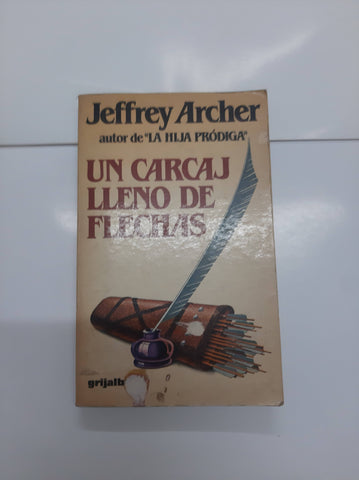 Jeffrey Archer
autor de "LA HIJA PRÓDIGA"
UN CARCAJ
LLENO DE
FLECHAS
grijalb